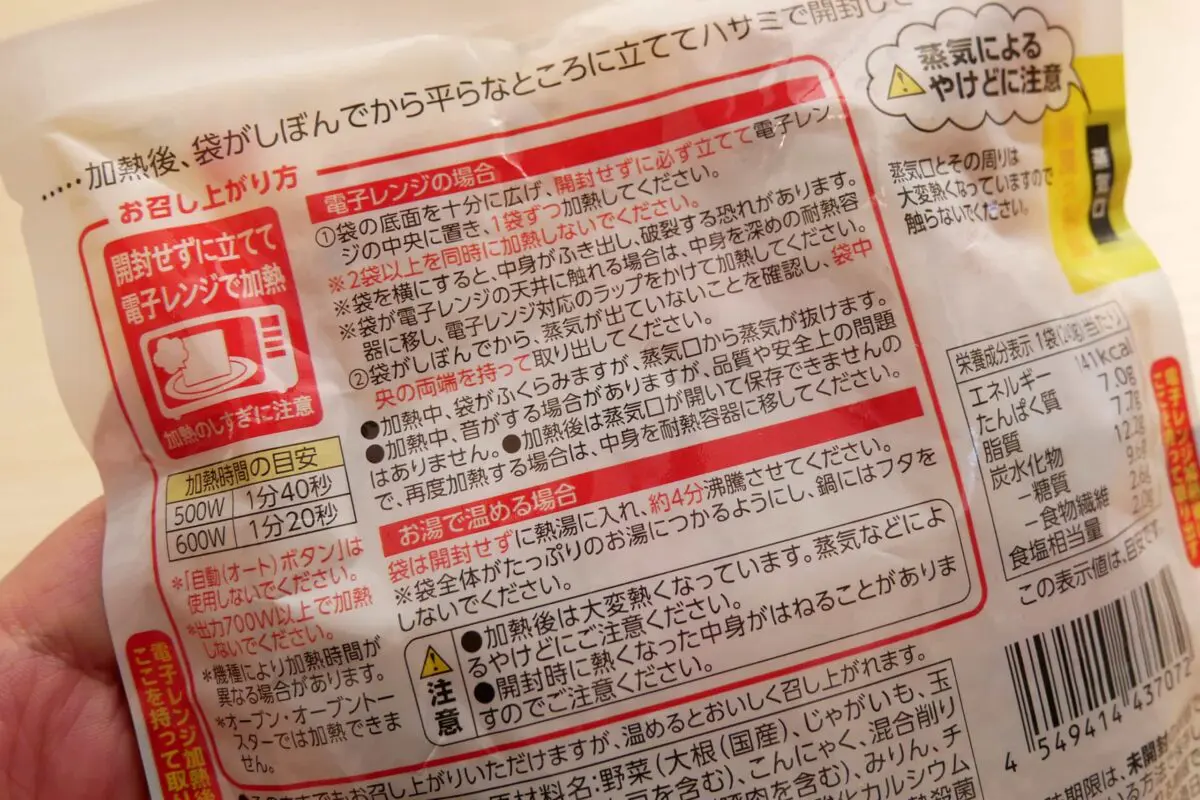 .....加熱後、袋がしぼんでから平らなところに立ててハサミで開封して
蒸気による
やけどに注意
蒸気口とその周りは
大変熱くなっていますので
触らないでください。
蒸気口
お召し上がり方
開封せずに立てて
電子レンジで加熱
加熱のしすぎに注意
加熱時間の目安
500W 1分40秒
600W 1分20秒
*「自動(オート)ボタン」は
使用しないでください。
*出力700W以上で加熱
しないでください。
*機種により加熱時間が
異なる場合があります。
*オーブン・オーブントー
スターでは加熱できま
せん。
電子レンジの場合
①袋の底面を十分に広げ、開封せずに必ず立てて電子レン
ジの中央に置き、1袋ずつ加熱してください。
※2袋以上を同時に加熱しないでください。
※袋を横にすると、中身がふき出し、破裂する恐れがあります。
※袋が電子レンジの天井に触れる場合は、中身を深めの耐熱容
器に移し、電子レンジ対応のラップをかけて加熱してください。
②袋がしぼんでから、蒸気が出ていないことを確認し、袋中
央の両端を持って取り出してください。
●加熱中、袋がふくらみますが、蒸気口から蒸気が抜けます。
●加熱中、音がする場合がありますが、品質や安全上の問題
はありません。●加熱後は蒸気口が開いて保存できませんの
で、再度加熱する場合は、中身を耐熱容器に移してください。
お湯で温める場合
袋は開封せずに熱湯に入れ、約4分沸騰させてください。
※袋全体がたっぷりのお湯につかるようにし、鍋にはフタを
しないでください。
注意
●加熱後は大変熱くなっています。蒸気などによ
るやけどにご注意ください。
●開封時に熱くなった中身がはねることがありま
すのでご注意ください。
栄養成分表示 1袋(240g)当たり
エネルギー 141kcal
たんぱく質 7.0g
脂質 7.7g
炭水化物 12.2g
－糖質 9.6g
－食物繊維 2.6g
食塩相当量 2.0g
この表示値は、目安です
4 549414 437072
電子レンジ加熱後
ここを持って取り
召し上がりいただけますが、温めるとおいしく召し上がれます。
原材料名:野菜(大根(国産)、じゃがいも、玉
を含む)、こんにゃく、混合削り
を含む)、みりん、チ
カルシウム
殺菌
期限は、未開封